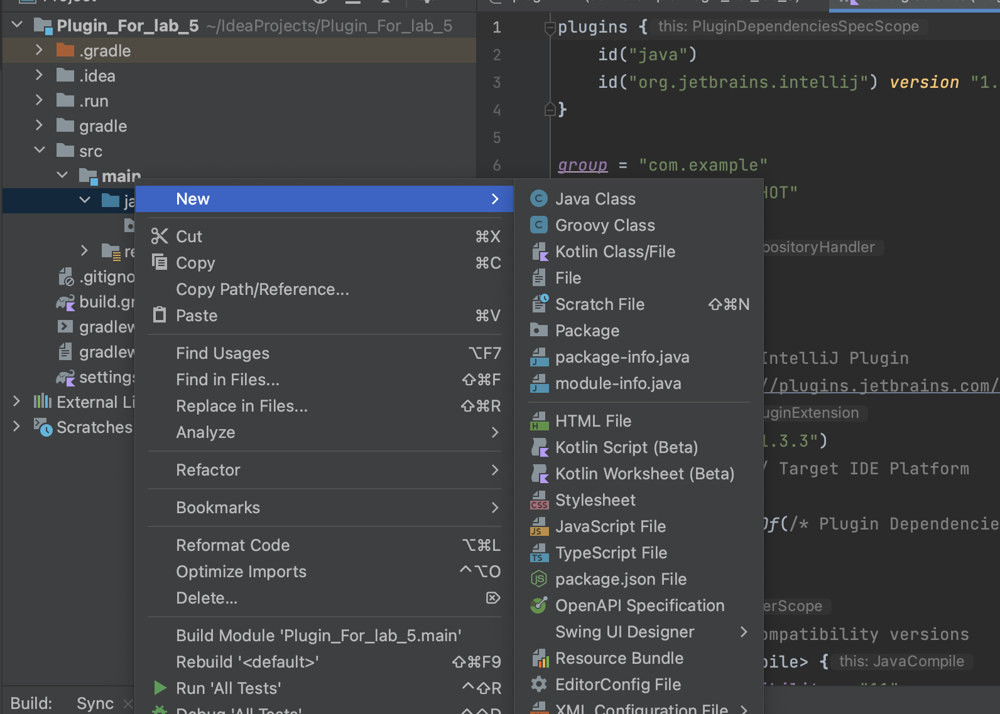 Project
Plugin_For_lab_5 ~/IdeaProjects/Plugin_For_lab_5
.gradle
.idea
.run
gradle
src
main
ja
re
.gitigno
build.gr
gradlew
gradlew
settings
External Li
Scratches
Build: Sync
New
Cut ⌘X
Copy ⌘C
Copy Path/Reference...
Paste ⌘V
Find Usages ⌥F7
Find in Files... ⇧⌘F
Replace in Files... ⇧⌘R
Analyze
Refactor
Bookmarks
Reformat Code ⌥⌘L
Optimize Imports ^⌥O
Delete... ⌦
Build Module 'Plugin_For_lab_5.main'
Rebuild '<default>' ⇧⌘F9
Run 'All Tests' ^⇧R
Debug 'All Tests' ^⇧D
Java Class
Groovy Class
Kotlin Class/File
File
Scratch File ⇧⌘N
Package
package-info.java
module-info.java
HTML File
Kotlin Script (Beta)
Kotlin Worksheet (Beta)
Stylesheet
JavaScript File
TypeScript File
package.json File
OpenAPI Specification
Swing UI Designer
Resource Bundle
EditorConfig File
XML Configuration File
1 plugins { this: PluginDependenciesSpecScope
2 id("java")
3 id("org.jetbrains.intellij") version "1.
4 }
5
6 group = "com.example"
HOT"
positoryHandler
IntelliJ Plugin
//plugins.jetbrains.com/
uginExtension
1.3.3")
/ Target IDE Platform
Of(/* Plugin Dependencie
erScope
ompatibility versions
pile> { this: JavaCompile